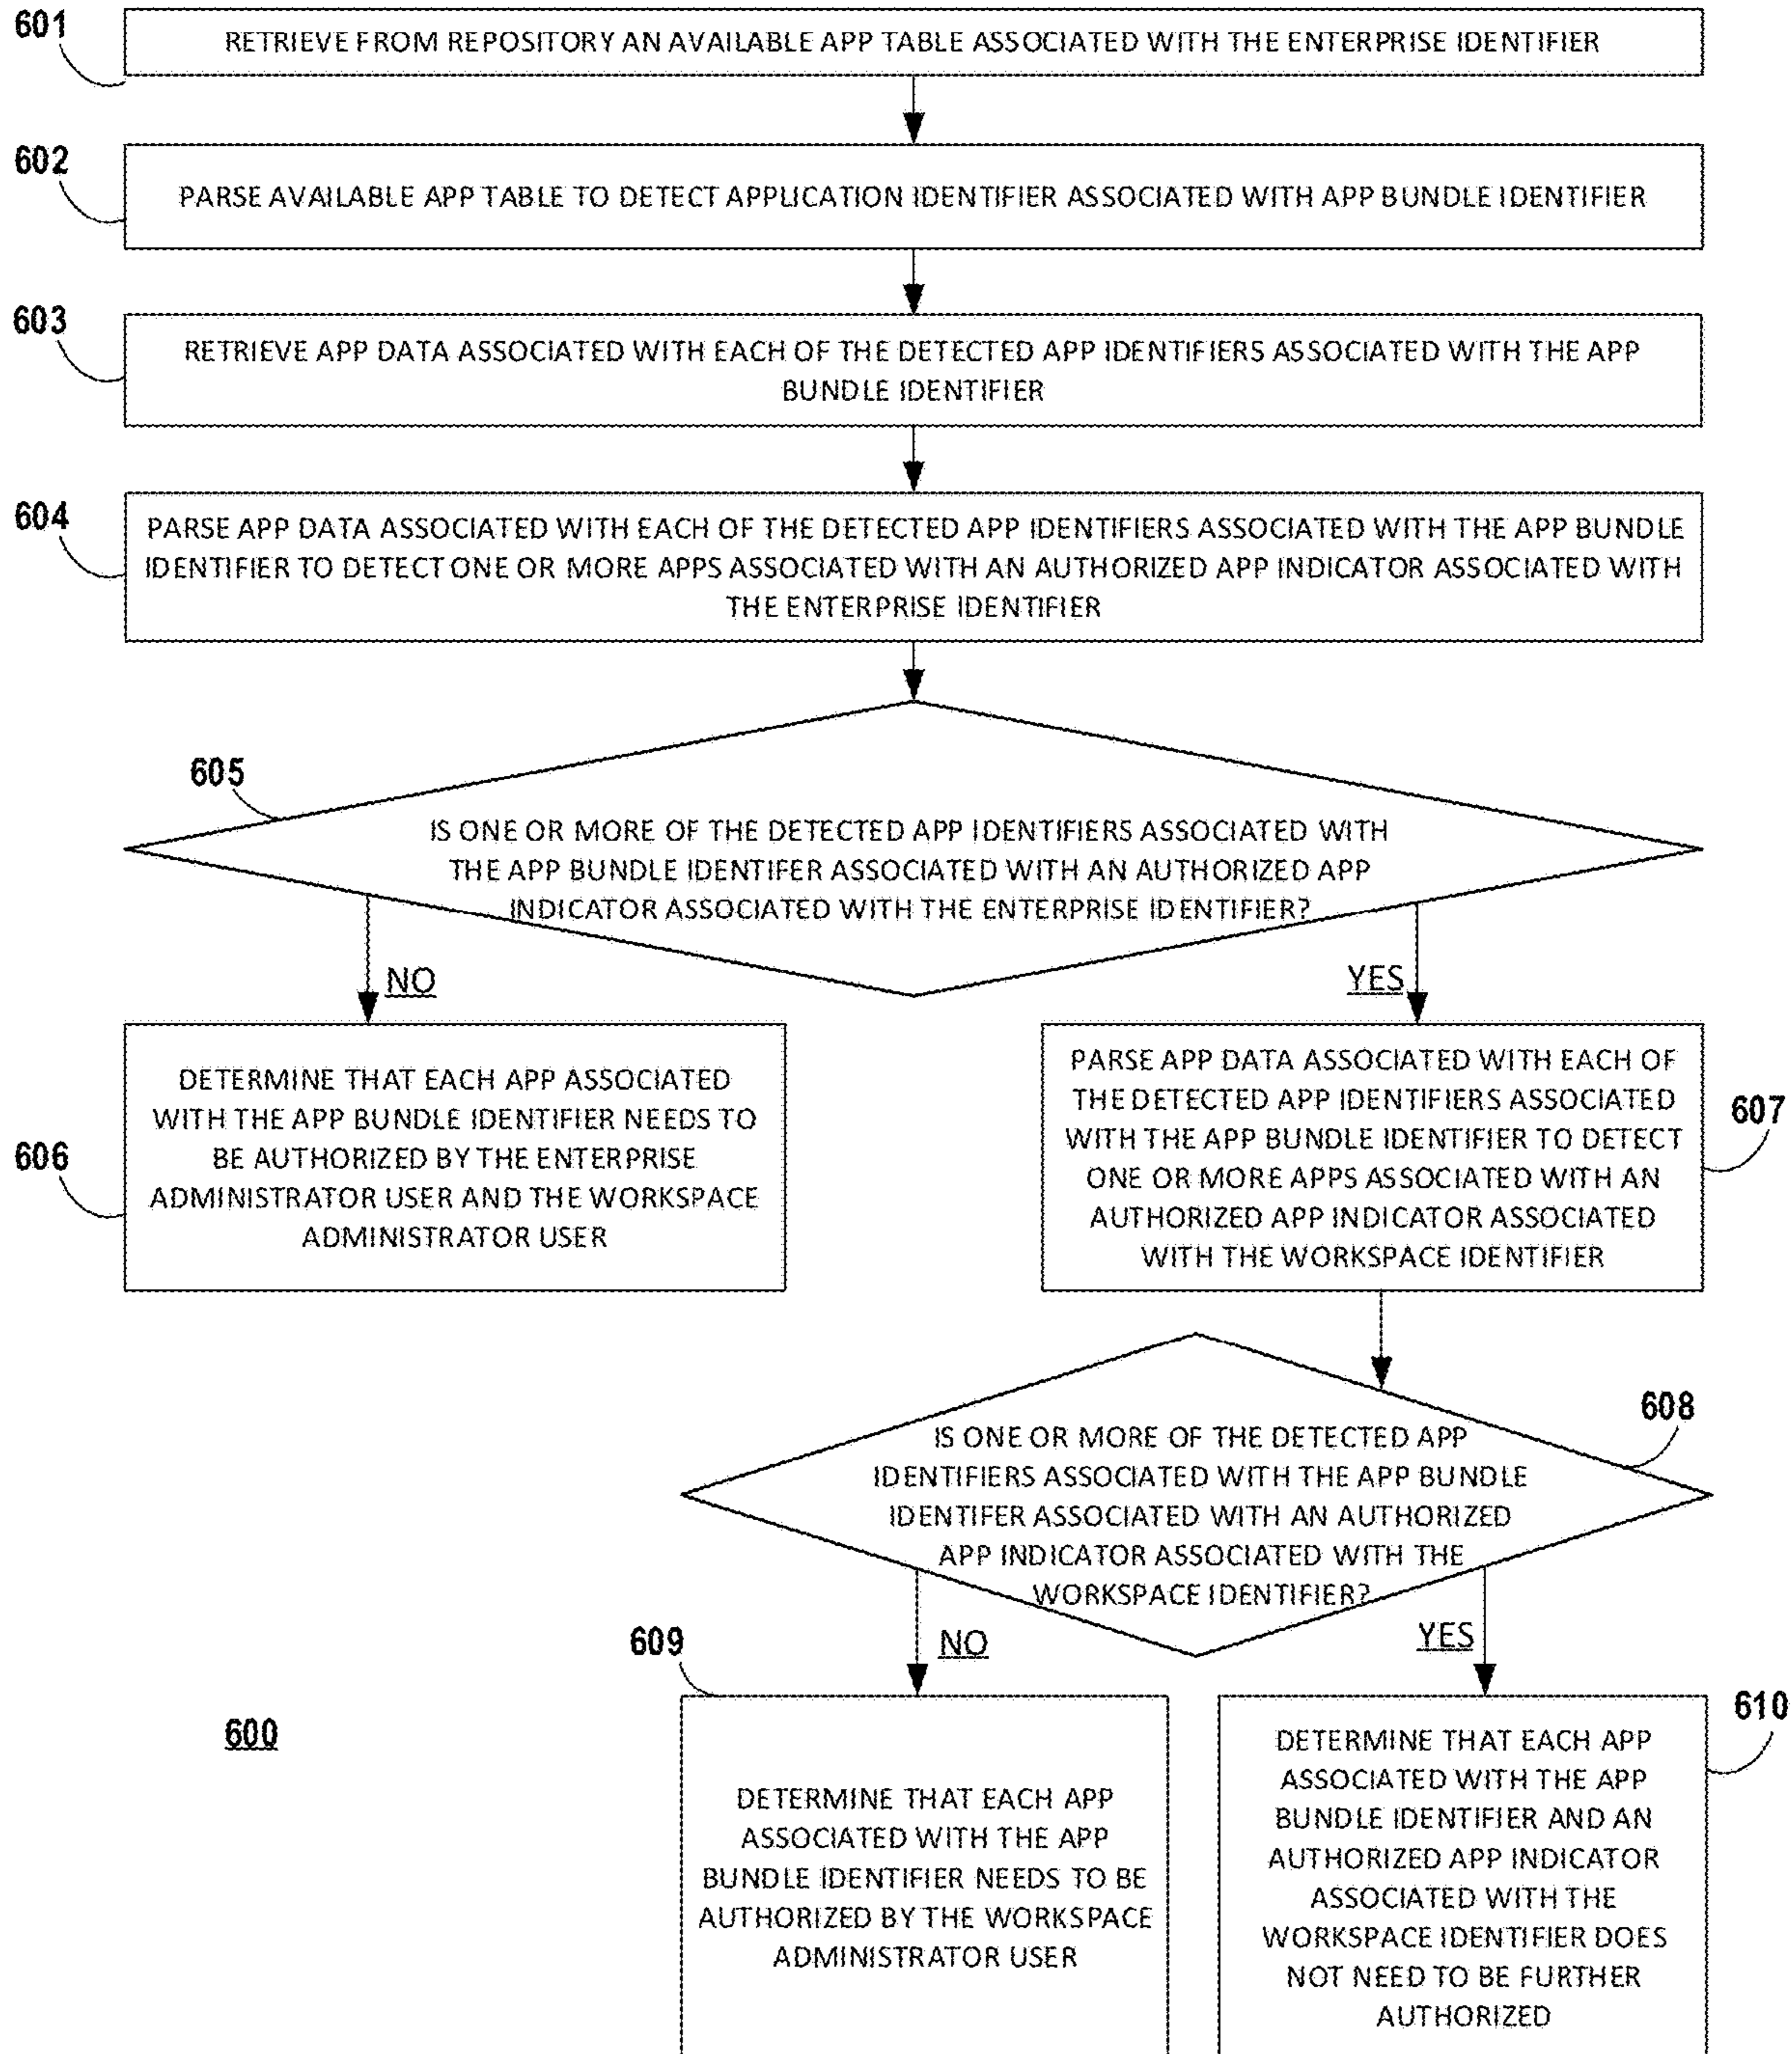 601
RETRIEVE FROM REPOSITORY AN AVAILABLE APP TABLE ASSOCIATED WITH THE ENTERPRISE IDENTIFIER
602
PARSE AVAILABLE APP TABLE TO DETECT APPLICATION IDENTIFIER ASSOCIATED WITH APP BUNDLE IDENTIFIER
603
RETRIEVE APP DATA ASSOCIATED WITH EACH OF THE DETECTED APP IDENTIFIERS ASSOCIATED WITH THE APP
BUNDLE IDENTIFIER
604
PARSE APP DATA ASSOCIATED WITH EACH OF THE DETECTED APP IDENTIFIERS ASSOCIATED WITH THE APP BUNDLE
IDENTIFIER TO DETECT ONE OR MORE APPS ASSOCIATED WITH AN AUTHORIZED APP INDICATOR ASSOCIATED WITH
THE ENTERPRISE IDENTIFIER
605
IS ONE OR MORE OF THE DETECTED APP IDENTIFIERS ASSOCIATED WITH
THE APP BUNDLE IDENTIFER ASSOCIATED WITH AN AUTHORIZED APP
INDICATOR ASSOCIATED WITH THE ENTERPRISE IDENTIFIER?
NO
YES
606
DETERMINE THAT EACH APP ASSOCIATED
WITH THE APP BUNDLE IDENTIFIER NEEDS TO
BE AUTHORIZED BY THE ENTERPRISE
ADMINISTRATOR USER AND THE WORKSPACE
ADMINISTRATOR USER
607
PARSE APP DATA ASSOCIATED WITH EACH OF
THE DETECTED APP IDENTIFIERS ASSOCIATED
WITH THE APP BUNDLE IDENTIFIER TO DETECT
ONE OR MORE APPS ASSOCIATED WITH AN
AUTHORIZED APP INDICATOR ASSOCIATED
WITH THE WORKSPACE IDENTIFIER
608
IS ONE OR MORE OF THE DETECTED APP
IDENTIFIERS ASSOCIATED WITH THE APP BUNDLE
IDENTIFER ASSOCIATED WITH AN AUTHORIZED
APP INDICATOR ASSOCIATED WITH THE
WORKSPACE IDENTIFIER?
NO
YES
609
DETERMINE THAT EACH APP
ASSOCIATED WITH THE APP
BUNDLE IDENTIFIER NEEDS TO BE
AUTHORIZED BY THE WORKSPACE
ADMINISTRATOR USER
610
DETERMINE THAT EACH APP
ASSOCIATED WITH THE APP
BUNDLE IDENTIFIER AND AN
AUTHORIZED APP INDICATOR
ASSOCIATED WITH THE
WORKSPACE IDENTIFIER DOES
NOT NEED TO BE FURTHER
AUTHORIZED
600